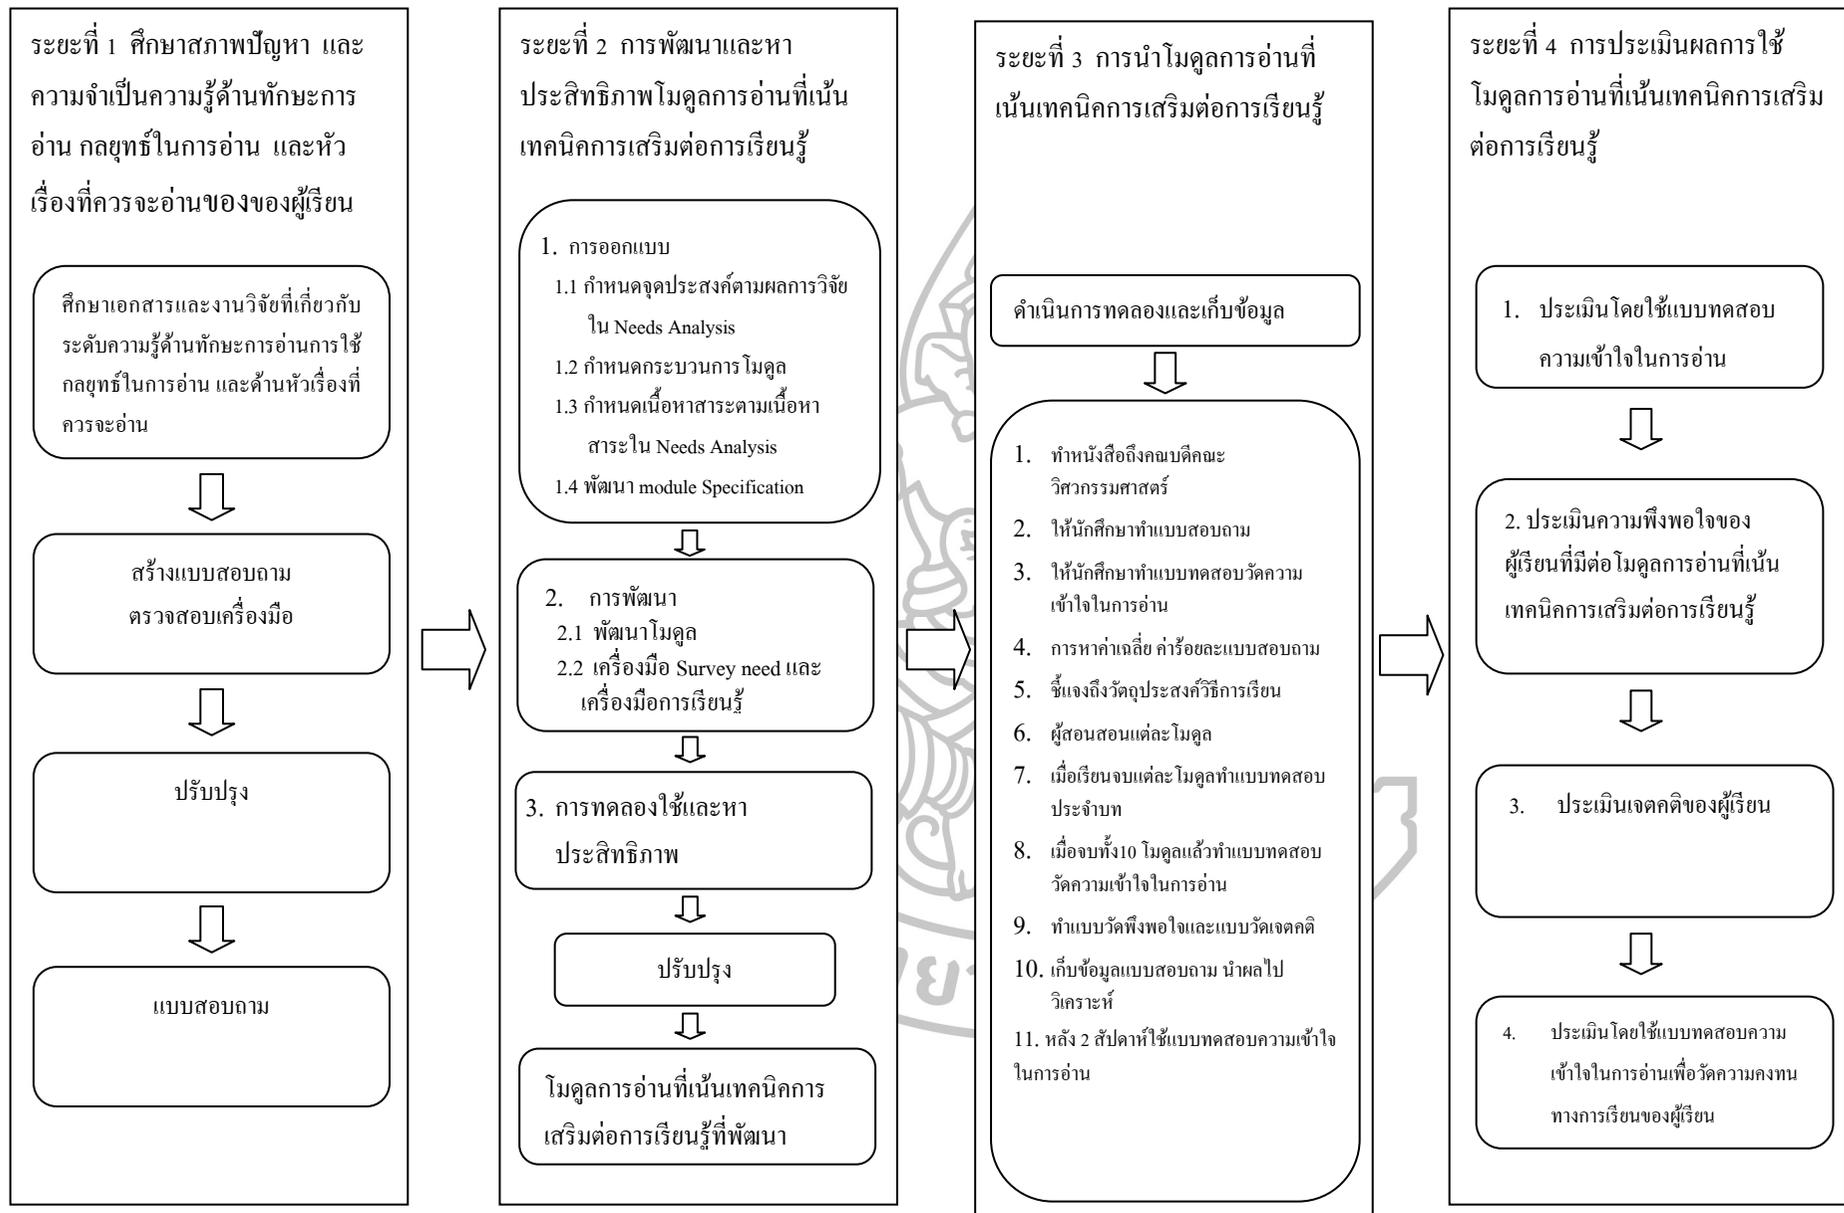 ระยะที่ 1 ศึกษาสภาพปัญหา และ
ความจำเป็นความรู้ด้านทักษะการ
อ่าน กลยุทธ์ในการอ่าน และหัว
เรื่องที่ควรจะอ่านของของผู้เรียน
ศึกษาเอกสารและงานวิจัยที่เกี่ยวกับ
ระดับความรู้ด้านทักษะการอ่านการใช้
กลยุทธ์ในการอ่าน และด้านหัวเรื่องที่
ควรจะอ่าน
สร้างแบบสอบถาม
ตรวจสอบเครื่องมือ
ปรับปรุง
แบบสอบถาม
ระยะที่ 2 การพัฒนาและหา
ประสิทธิภาพโมดูลการอ่านที่เน้น
เทคนิคการเสริมต่อการเรียนรู้
1. การออกแบบ
1.1 กำหนดจุดประสงค์ตามผลการวิจัย
ใน Needs Analysis
1.2 กำหนดกระบวนการโมดูล
1.3 กำหนดเนื้อหาสาระตามเนื้อหา
สาระใน Needs Analysis
1.4 พัฒนา module Specification
2. การพัฒนา
2.1 พัฒนาโมดูล
2.2 เครื่องมือ Survey need และ
เครื่องมือการเรียนรู้
3. การทดลองใช้และหา
ประสิทธิภาพ
ปรับปรุง
โมดูลการอ่านที่เน้นเทคนิคการ
เสริมต่อการเรียนรู้ที่พัฒนา
ระยะที่ 3 การนำโมดูลการอ่านที่
เน้นเทคนิคการเสริมต่อการเรียนรู้
ดำเนินการทดลองและเก็บข้อมูล
1. ทำหนังสือถึงคณบดีคณะ
วิศวกรรมศาสตร์
2. ให้นักศึกษาทำแบบสอบถาม
3. ให้นักศึกษาทำแบบทดสอบวัดความ
เข้าใจในการอ่าน
4. การหาค่าเฉลี่ย ค่าร้อยละแบบสอบถาม
5. ชี้แจงถึงวัตถุประสงค์วิธีการเรียน
6. ผู้สอนสอนแต่ละโมดูล
7. เมื่อเรียนจบแต่ละโมดูลทำแบบทดสอบ
ประจำบท
8. เมื่อจบทั้ง10 โมดูลแล้วทำแบบทดสอบ
วัดความเข้าใจในการอ่าน
9. ทำแบบวัดพึงพอใจและแบบวัดเจตคติ
10. เก็บข้อมูลแบบสอบถาม นำผลไป
วิเคราะห์
11. หลัง 2 สัปดาห์ใช้แบบทดสอบความเข้าใจ
ในการอ่าน
ระยะที่ 4 การประเมินผลการใช้
โมดูลการอ่านที่เน้นเทคนิคการเสริม
ต่อการเรียนรู้
1. ประเมินโดยใช้แบบทดสอบ
ความเข้าใจในการอ่าน
2. ประเมินความพึงพอใจของ
ผู้เรียนที่มีต่อโมดูลการอ่านที่เน้น
เทคนิคการเสริมต่อการเรียนรู้
3. ประเมินเจตคติของผู้เรียน
4. ประเมินโดยใช้แบบทดสอบความ
เข้าใจในการอ่านเพื่อวัดความคงทน
ทางการเรียนของผู้เรียน